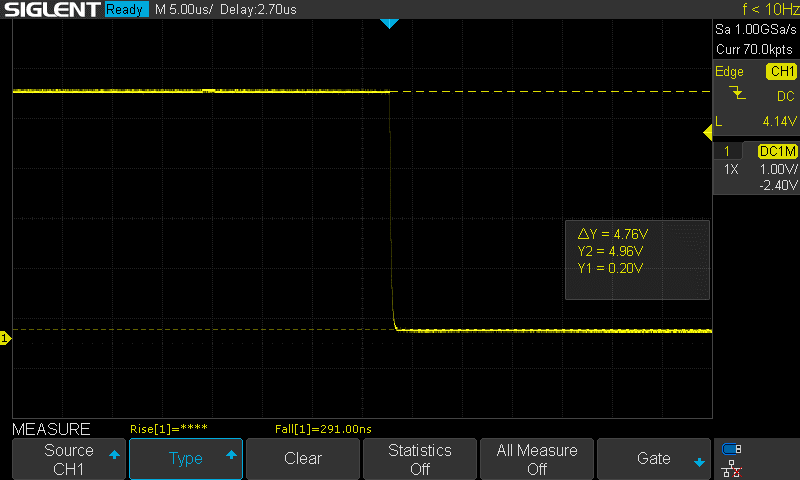 SIGLENT Ready M 5.00us/ Delay:2.70us f < 10Hz
Sa 1.00GSa/s
Curr 70.0kpts
Edge CH1
DC
L 4.14V
1 DC1M
1X 1.00V/
-2.40V
△Y = 4.76V
Y2 = 4.96V
Y1 = 0.20V
1
MEASURE Rise[1]=**** Fall[1]=291.00ns
Source
CH1
Type
Clear
Statistics
Off
All Measure
Off
Gate